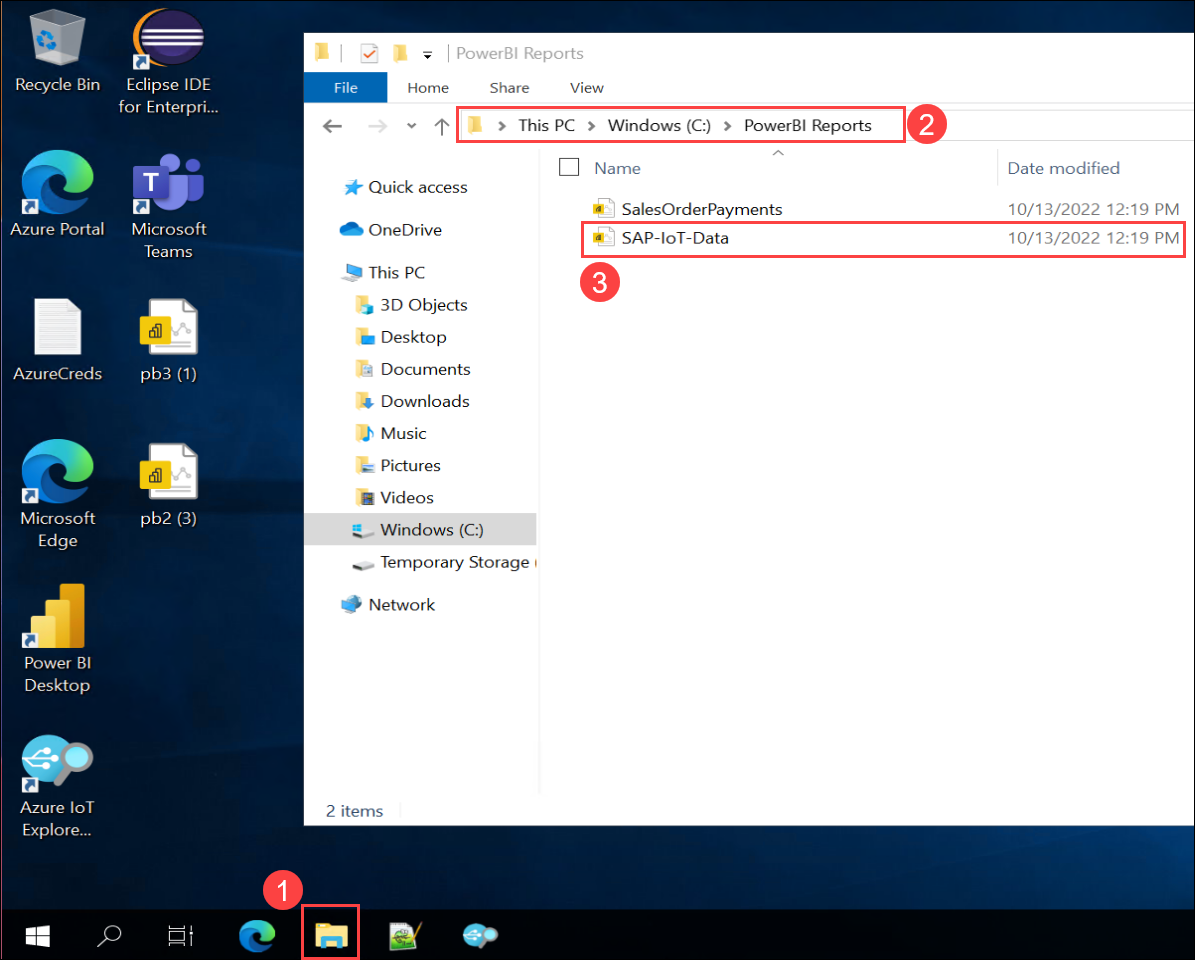 Recycle Bin
Eclipse IDE
for Enterpri...
Azure Portal
T
Microsoft
Teams
AzureCreds
pb3 (1)
Microsoft
Edge
pb2 (3)
Power BI
Desktop
Azure IoT
Explore...
PowerBI Reports
File Home Share View
This PC > Windows (C:) > PowerBI Reports
2
Name Date modified
SalesOrderPayments 10/13/2022 12:19 PM
SAP-IoT-Data 10/13/2022 12:19 PM
3
Quick access
OneDrive
This PC
3D Objects
Desktop
Documents
Downloads
Music
Pictures
Videos
Windows (C:)
Temporary Storage (
Network
2 items
1